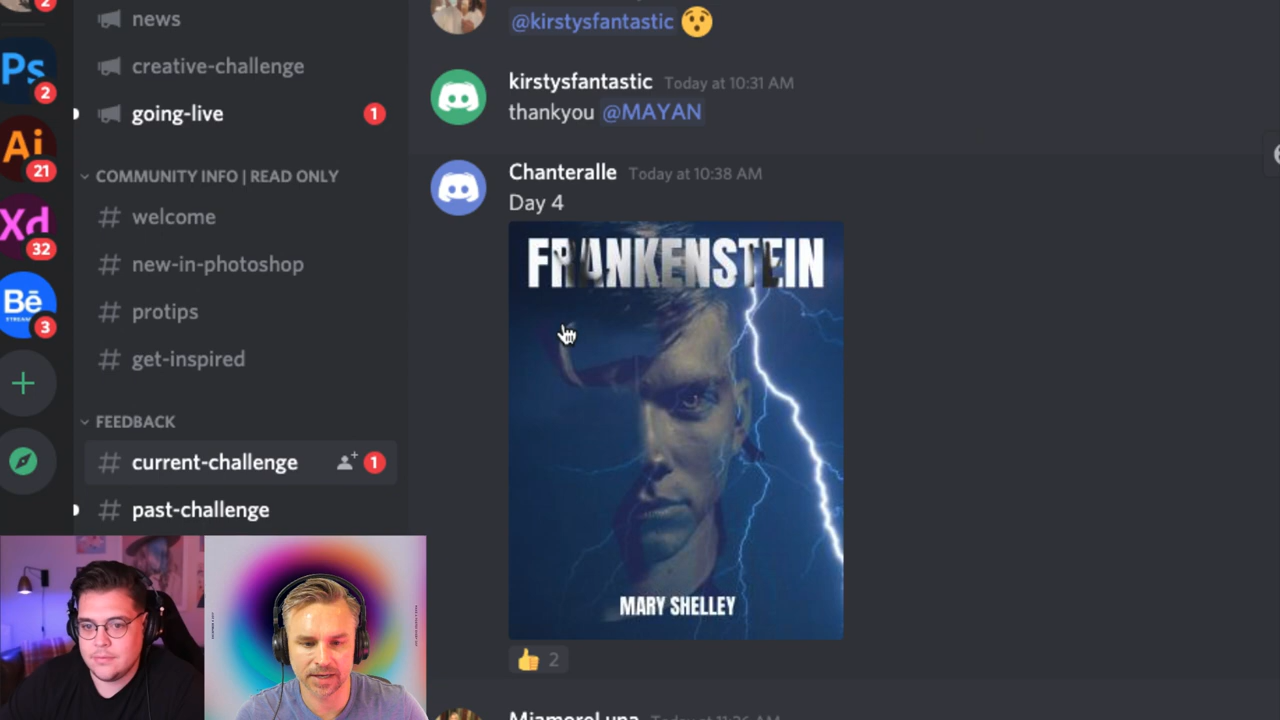 2
news
creative-challenge
going-live 1
COMMUNITY INFO | READ ONLY
welcome
new-in-photoshop
protips
get-inspired
FEEDBACK
current-challenge 1
past-challenge
Ps
2
Ai
21
Xd
32
Bē
3
@kirstysfantastic
kirstysfantastic Today at 10:31 AM
thankyou @MAYAN
Chanteralle Today at 10:38 AM
Day 4
FRANKENSTEIN
MARY SHELLEY
2